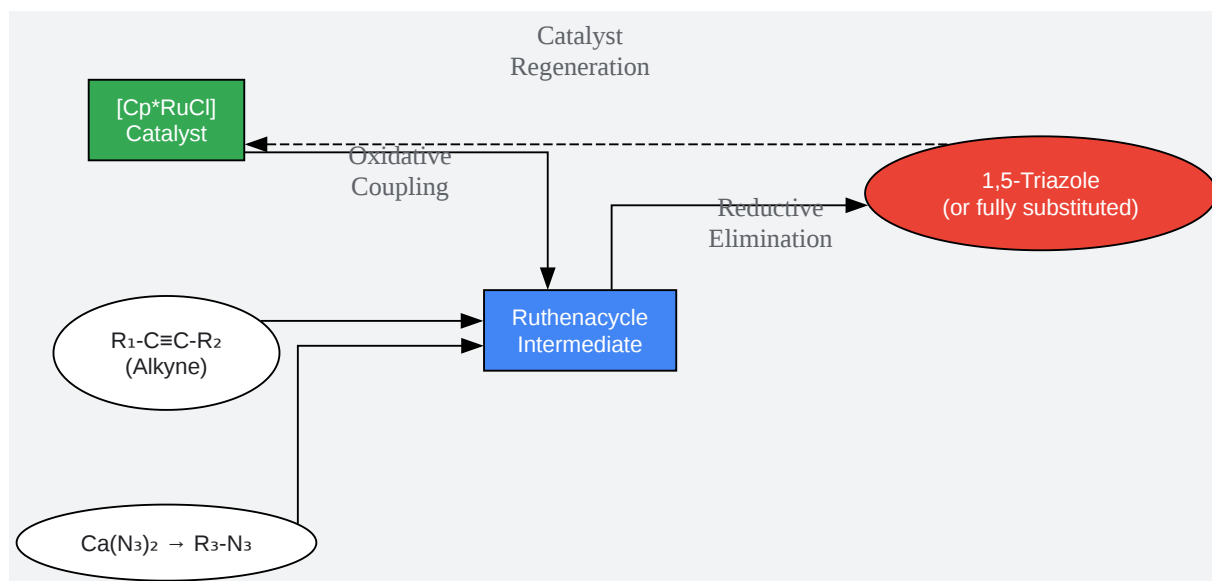 Catalyst
Regeneration
[Cp*RuCl]
Catalyst
Oxidative
Coupling
1,5-Triazole
(or fully substituted)
Reductive
Elimination
Ruthenacycle
Intermediate
R₁-C≡C-R₂
(Alkyne)
Ca(N₃)₂ → R₃-N₃